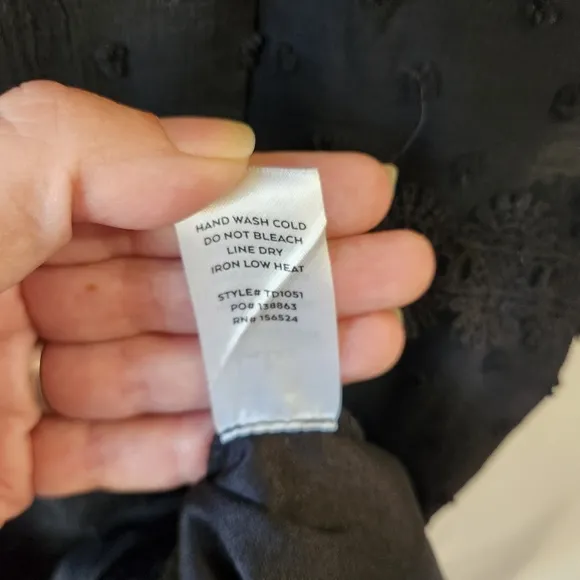 HAND WASH COLD
DO NOT BLEACH
LINE DRY
IRON LOW HEAT
STYLE# TD1051
PO# 138863
RN# 156524